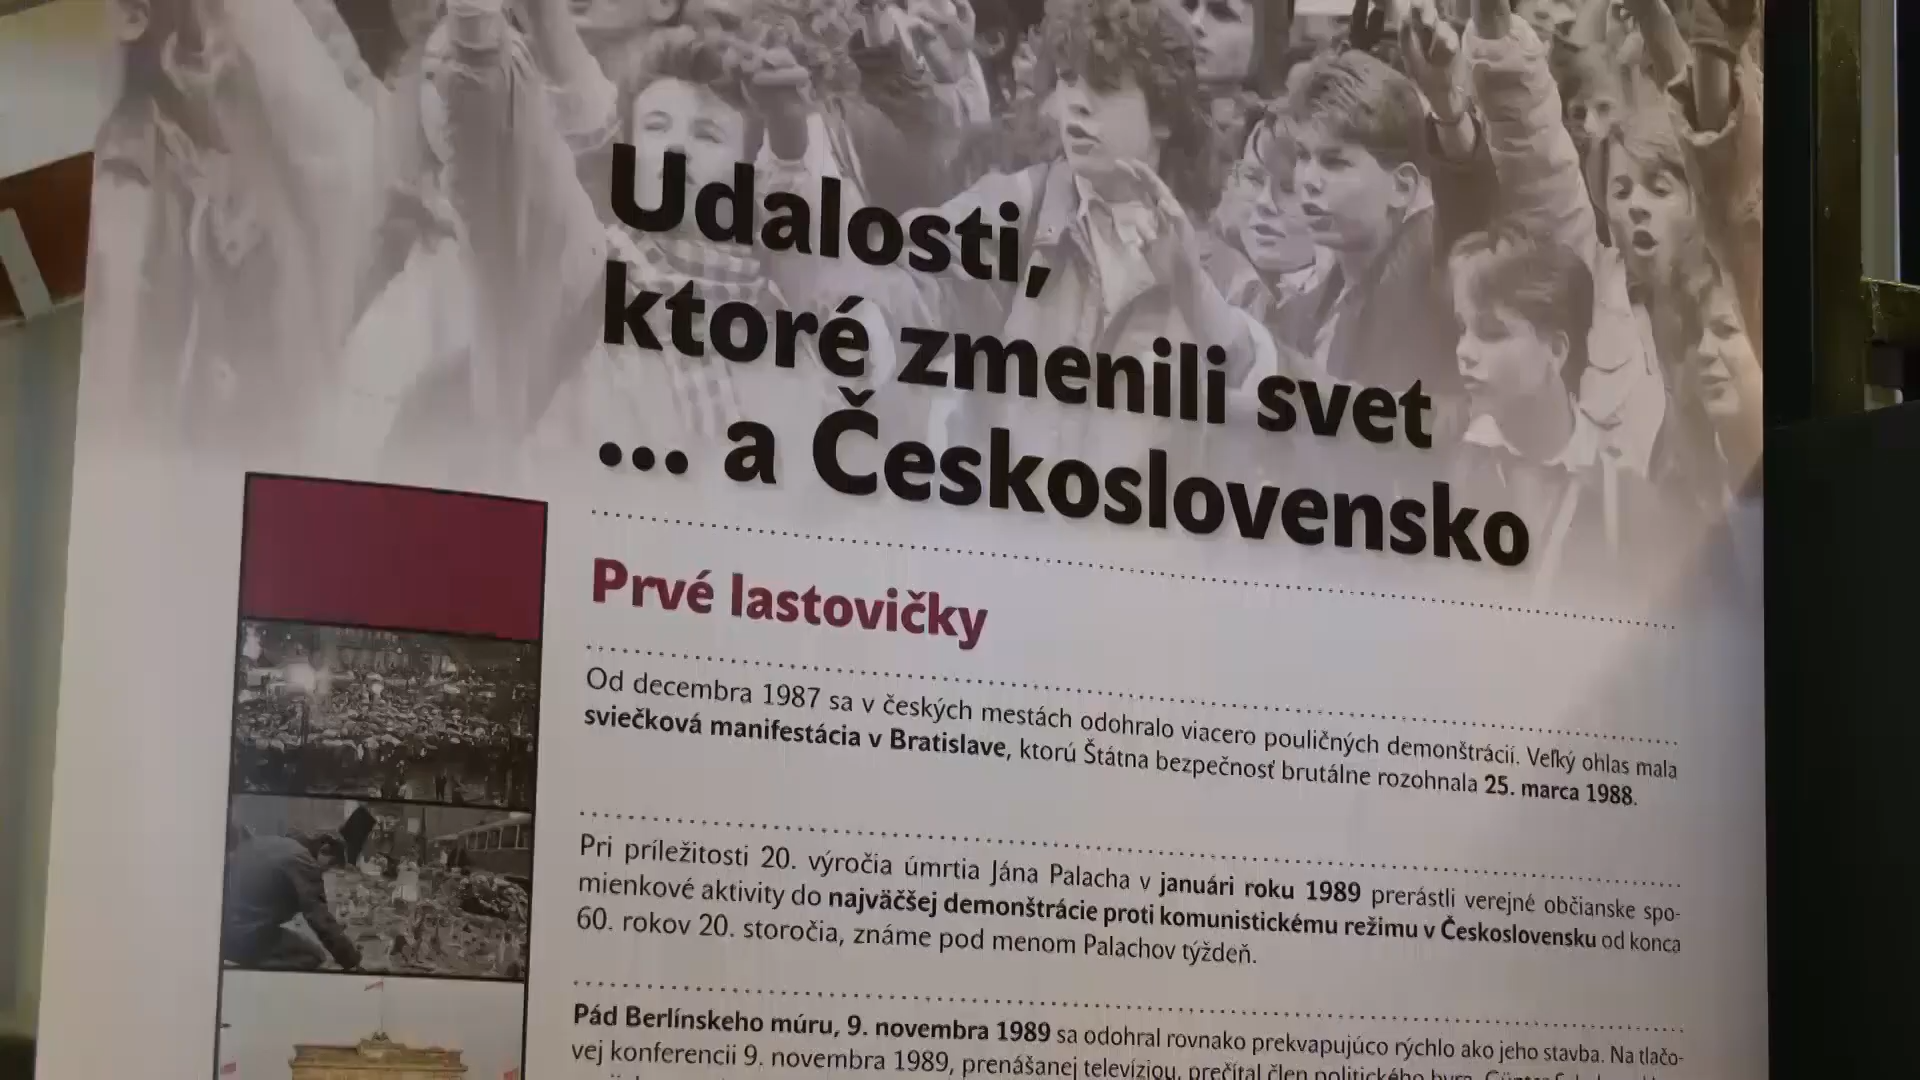 Udalosti,
ktoré zmenili svet
... a Československo
Prvé lastovičky
Od decembra 1987 sa v českých mestách odohralo viacero pouličných demonštrácií. Veľký ohlas mala
sviečková manifestácia v Bratislave, ktorú Štátna bezpečnosť brutálne rozohnala 25. marca 1988.
Pri príležitosti 20. výročia úmrtia Jána Palacha v januári roku 1989 prerástli verejné občianske spo-
mienkové aktivity do najväčšej demonštrácie proti komunistickému režimu v Československu od konca
60. rokov 20. storočia, známe pod menom Palachov týždeň.
Pád Berlínskeho múru, 9. novembra 1989 sa odohral rovnako prekvapujúco rýchlo ako jeho stavba. Na tlačo-
vej konferencii 9. novembra 1989, prenášanej televíziou, prečítal člen politického